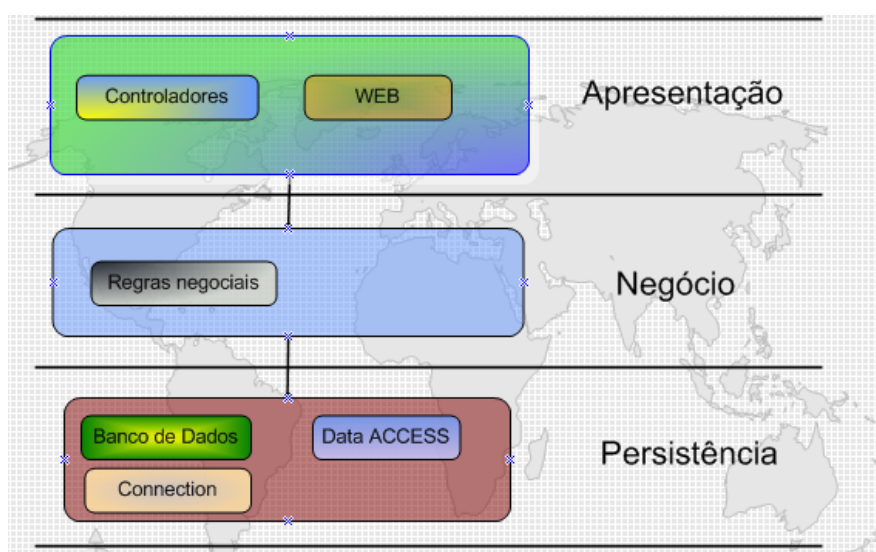 Controladores
WEB
Apresentação
Regras negociais
Negócio
Banco de Dados
Data ACCESS
Connection
Persistência